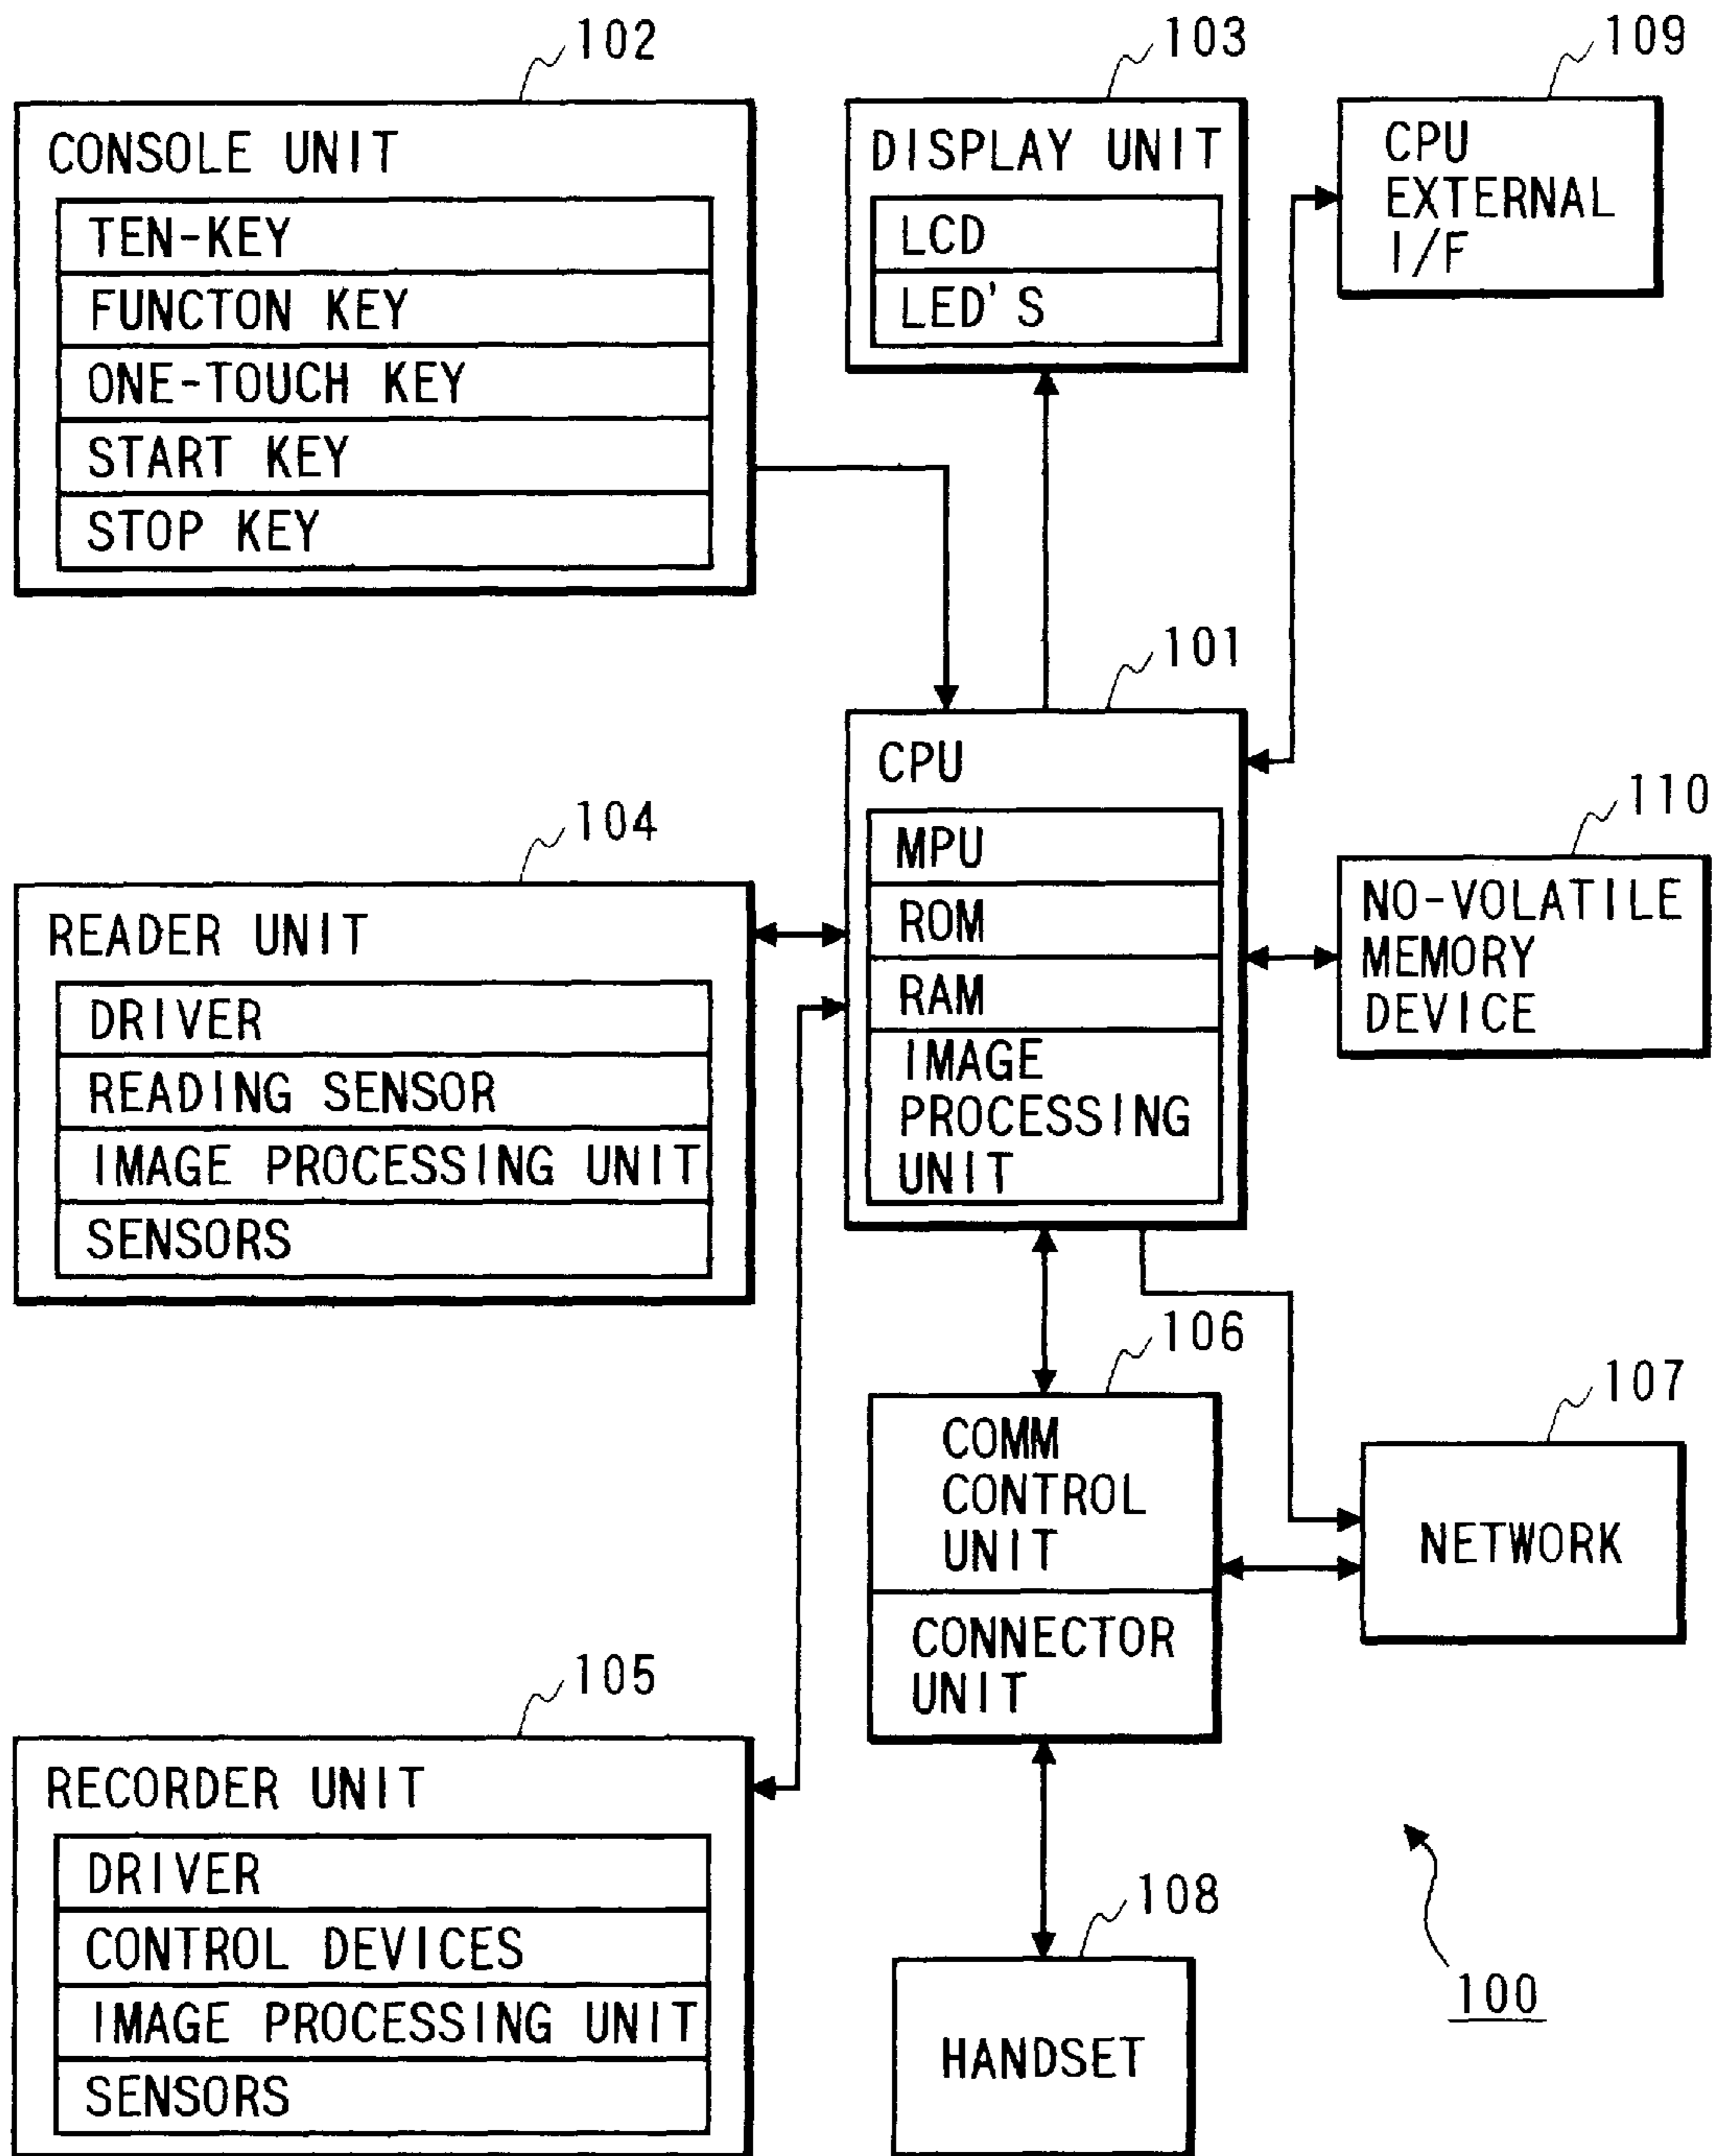 102
CONSOLE UNIT
TEN-KEY
FUNCTON KEY
ONE-TOUCH KEY
START KEY
STOP KEY
103
DISPLAY UNIT
LCD
LED'S
109
CPU
EXTERNAL
I/F
101
CPU
MPU
ROM
RAM
IMAGE
PROCESSING
UNIT
104
READER UNIT
DRIVER
READING SENSOR
IMAGE PROCESSING UNIT
SENSORS
110
NO-VOLATILE
MEMORY
DEVICE
106
COMM
CONTROL
UNIT
CONNECTOR
UNIT
107
NETWORK
105
RECORDER UNIT
DRIVER
CONTROL DEVICES
IMAGE PROCESSING UNIT
SENSORS
108
HANDSET
100